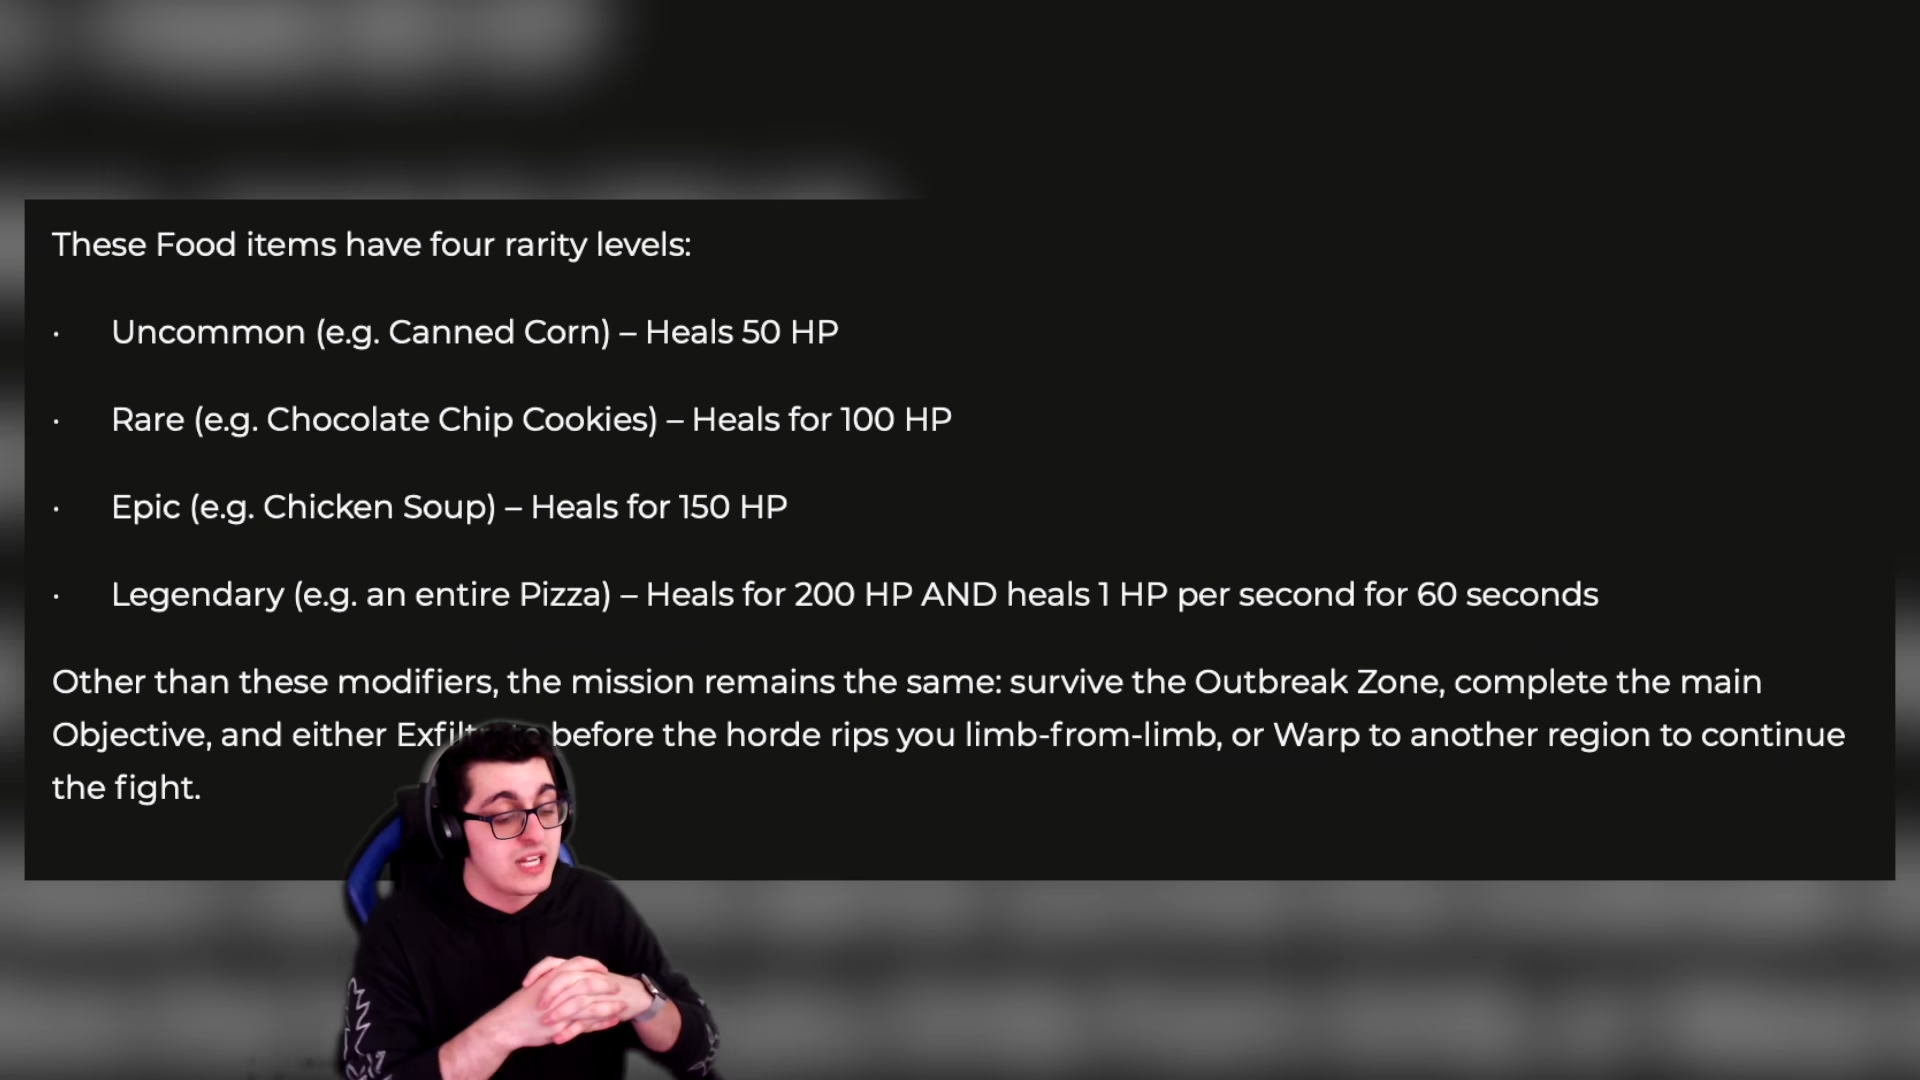 These Food items have four rarity levels:
· Uncommon (e.g. Canned Corn) – Heals 50 HP
· Rare (e.g. Chocolate Chip Cookies) – Heals for 100 HP
· Epic (e.g. Chicken Soup) – Heals for 150 HP
· Legendary (e.g. an entire Pizza) – Heals for 200 HP AND heals 1 HP per second for 60 seconds
Other than these modifiers, the mission remains the same: survive the Outbreak Zone, complete the main
Objective, and either before the horde rips you limb-from-limb, or Warp to another region to continue
the fight.